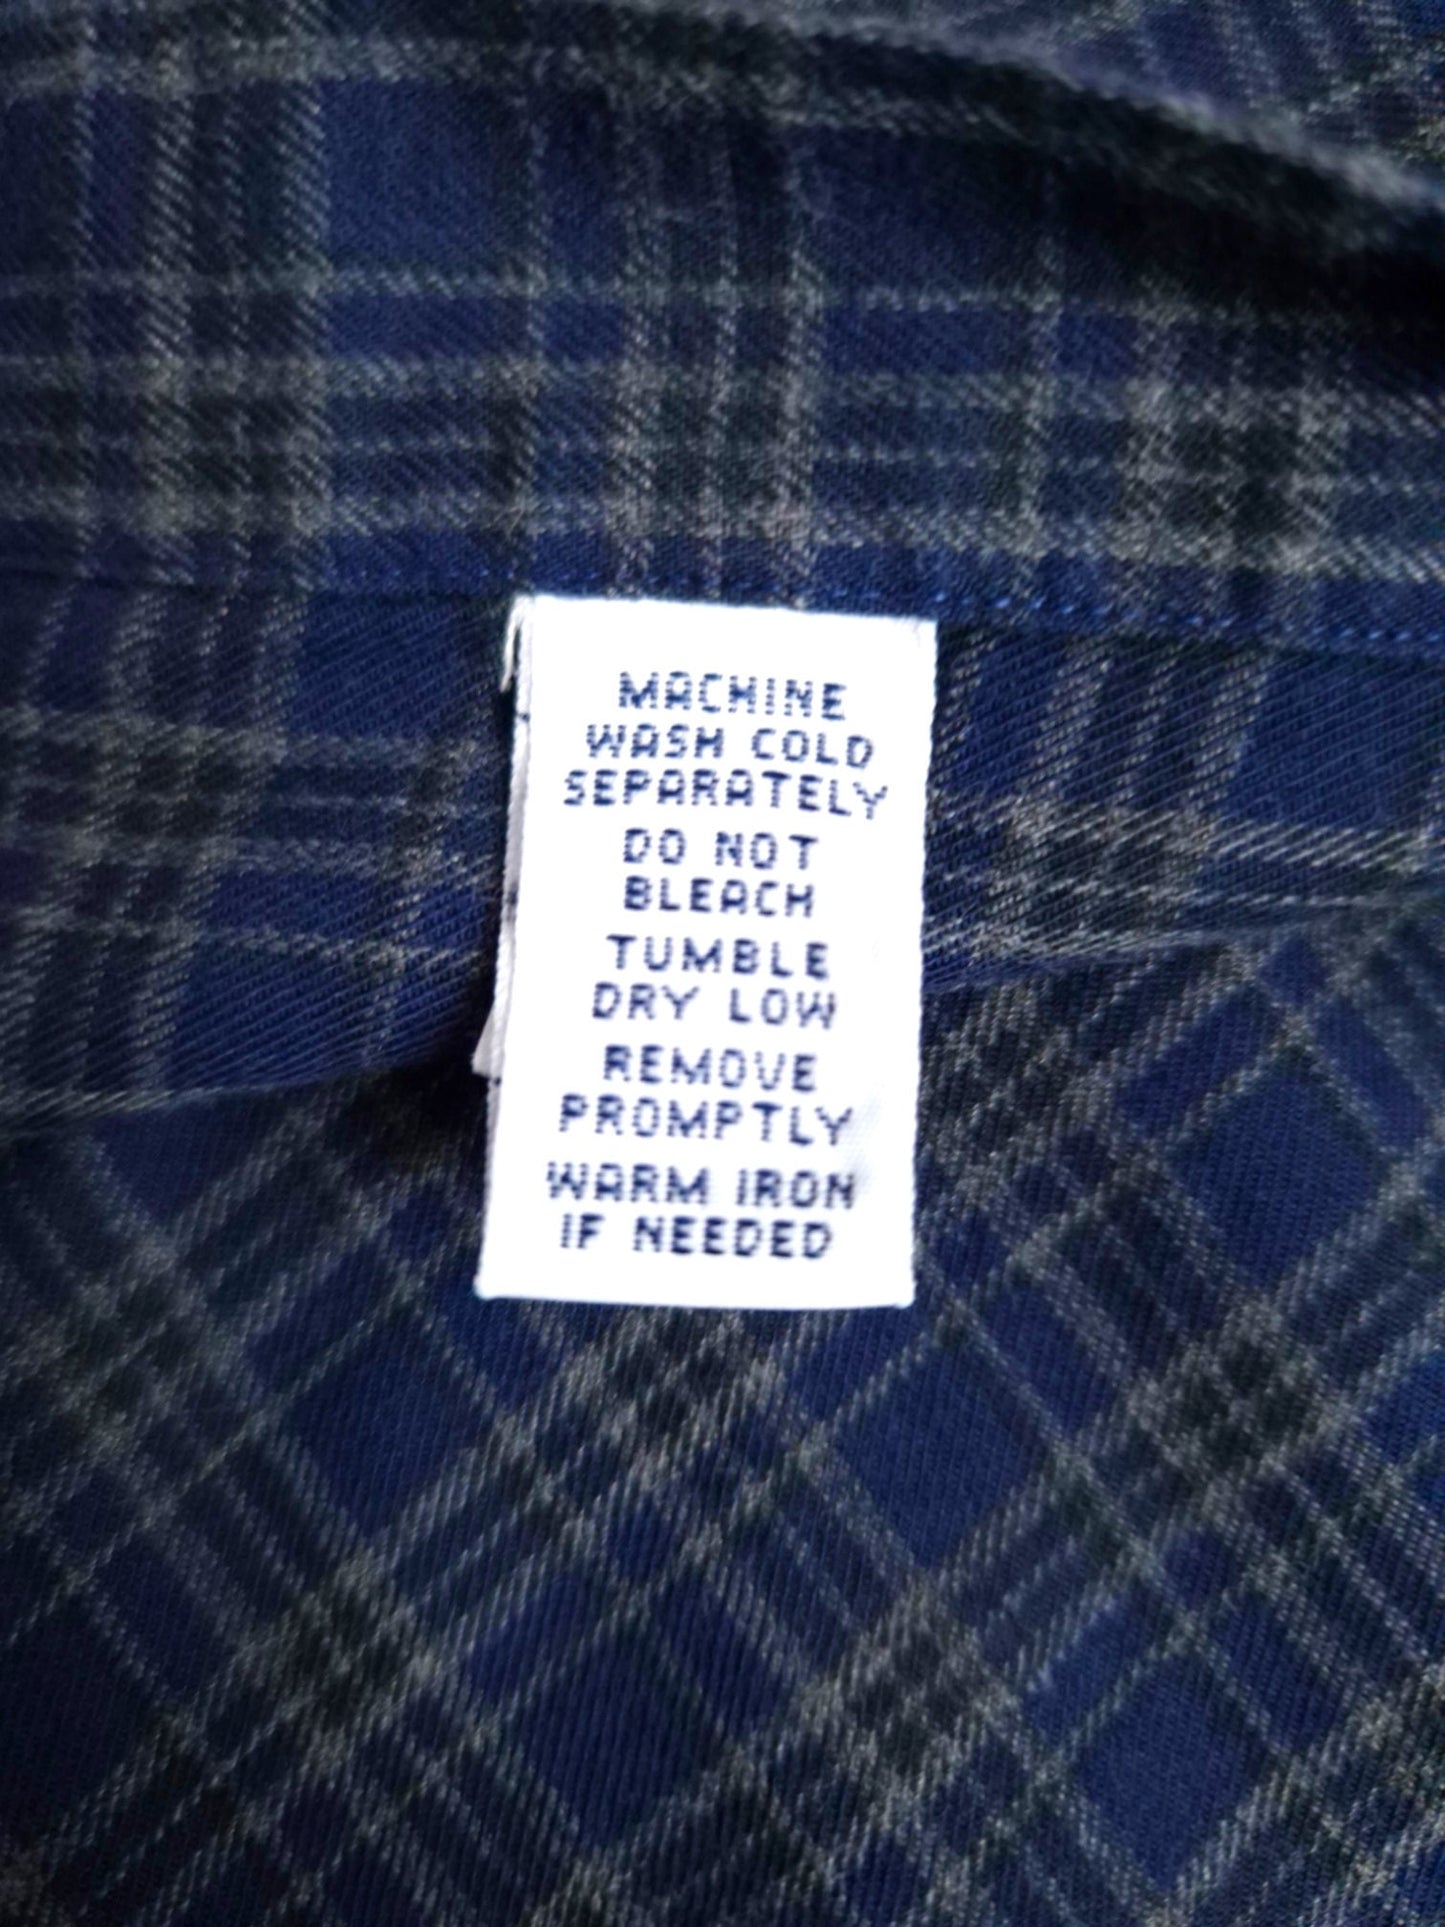 MACHINE
WASH COLD
SEPARATELY
DO NOT
BLEACH
TUMBLE
DRY LOW
REMOVE
PROMPTLY
WARM IRON
IF NEEDED